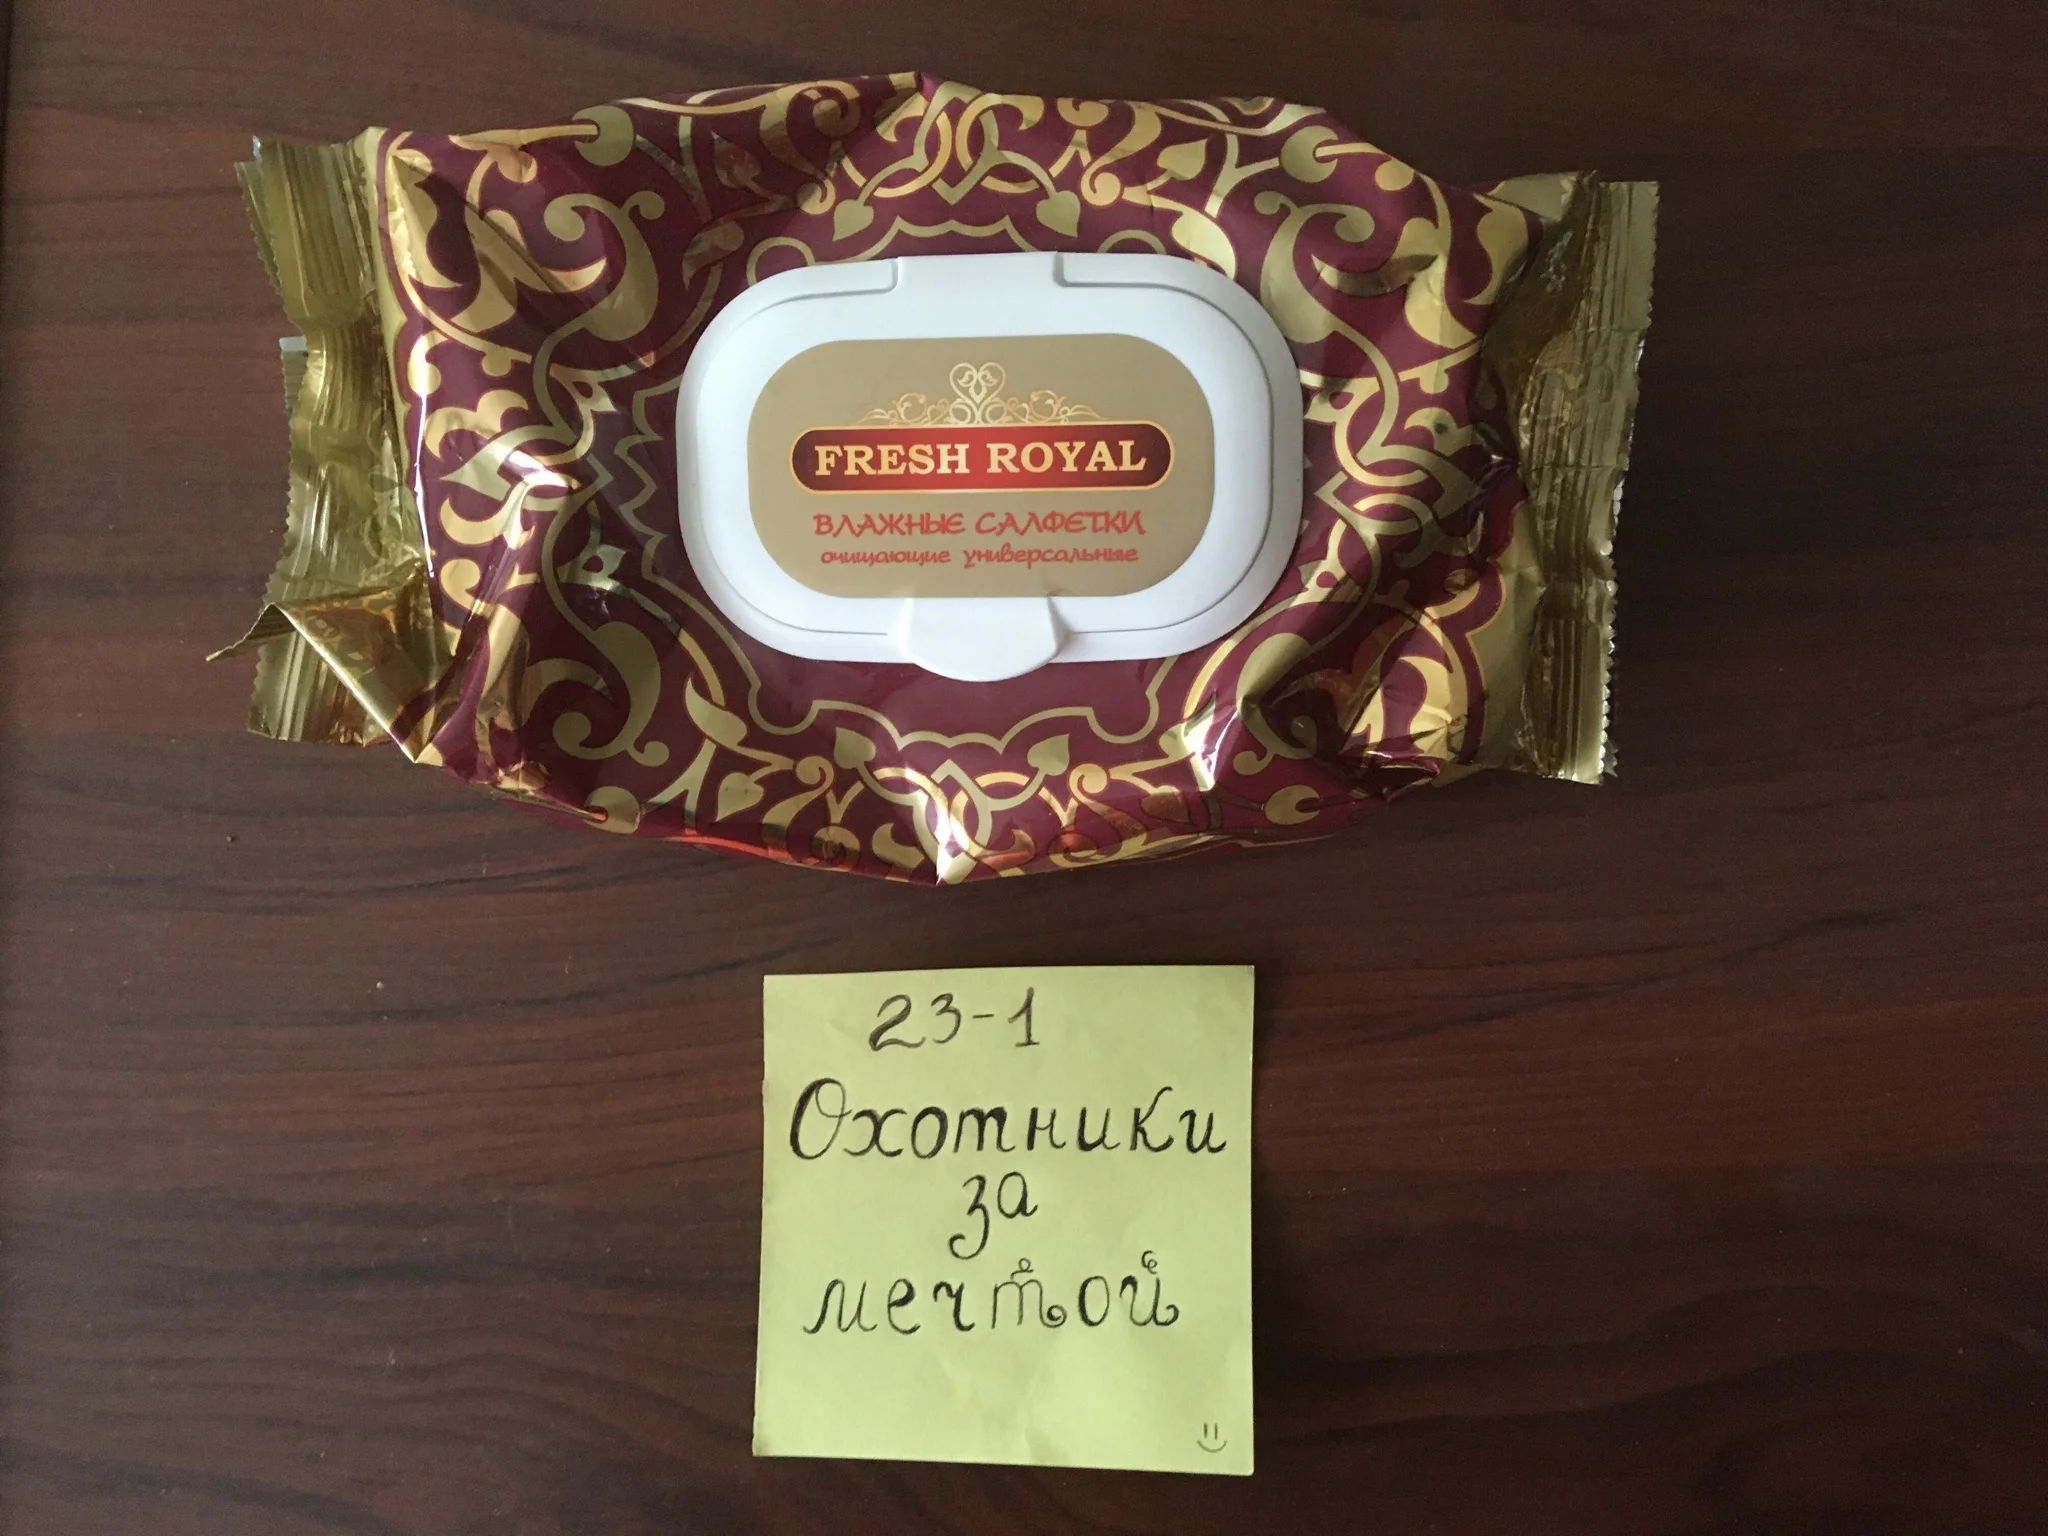 FRESH ROYAL
ВЛАЖНЫЕ САЛФЕТКИ
очищающие универсальные
23-1
Охотники
за
мечтой